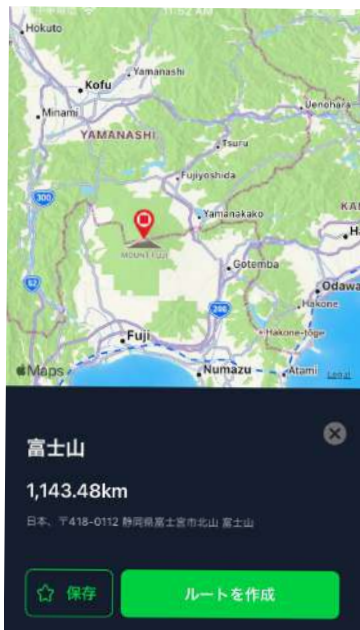 Hokuto
Kofu
Yamanashi
Uenohara
Minami
YAMANASHI
Tsuru
Fujiyoshida
300
Yamanakako
MOUNT FUJI
Gotemba
Odawa
52
Hakone
Fuji
Hakone-tōge
Maps
Numazu
Atami
Legal
富士山
1,143.48km
日本、〒418-0112 静岡県富士宮市北山 富士山
保存
ルートを作成